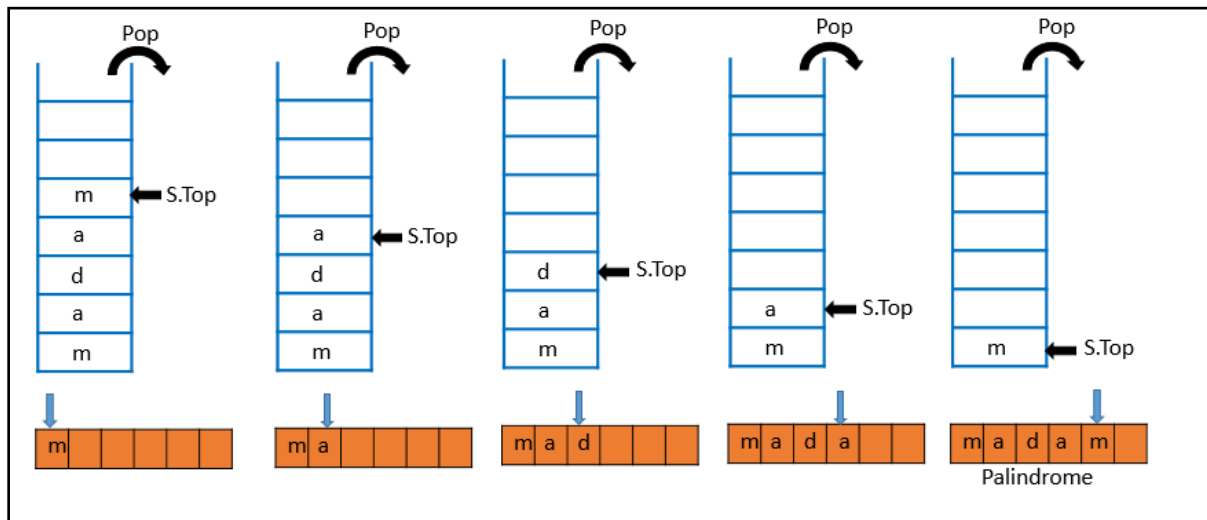 Pop Pop Pop Pop Pop
m S.Top
a a S.Top
d d d S.Top
a a a a S.Top
m m m m m S.Top
m m a m a d m a d a m a d a m
Palindrome